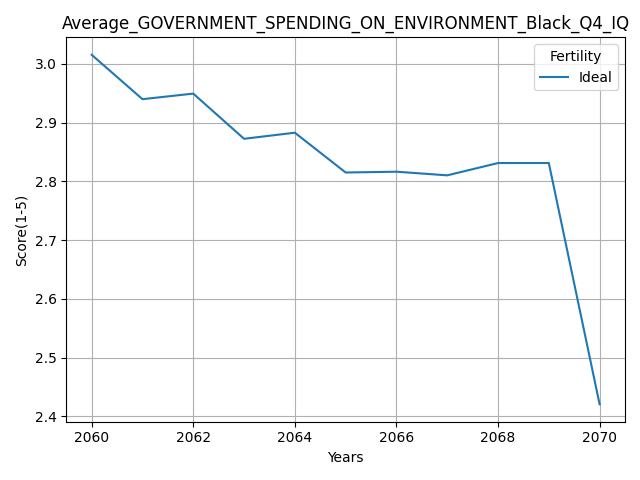 Average_GOVERNMENT_SPENDING_ON_ENVIRONMENT_Black_Q4_IQ
Fertility
Ideal
Score(1-5)
3.0
2.9
2.8
2.7
2.6
2.5
2.4
2060
2062
2064
2066
2068
2070
Years